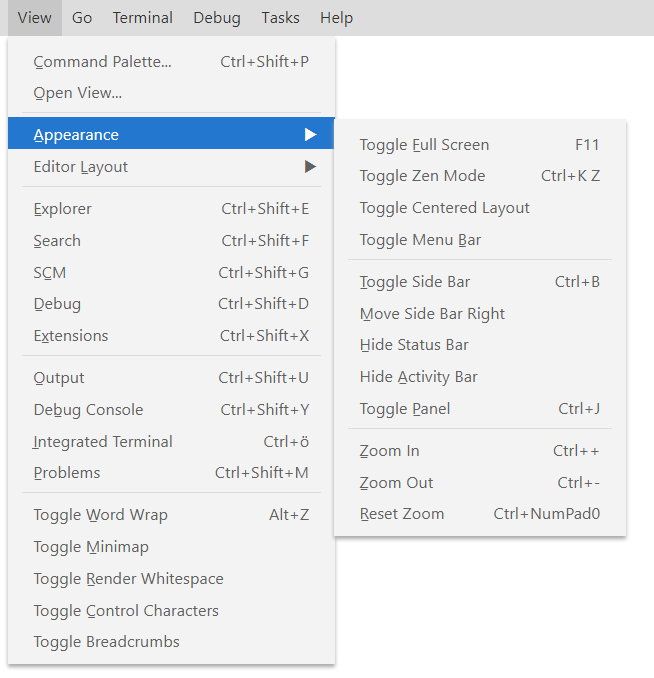 View Go Terminal Debug Tasks Help
Command Palette... Ctrl+Shift+P
Open View...
Appearance
Editor Layout
Explorer Ctrl+Shift+E
Search Ctrl+Shift+F
SCM Ctrl+Shift+G
Debug Ctrl+Shift+D
Extensions Ctrl+Shift+X
Output Ctrl+Shift+U
Debug Console Ctrl+Shift+Y
Integrated Terminal Ctrl+ö
Problems Ctrl+Shift+M
Toggle Word Wrap Alt+Z
Toggle Minimap
Toggle Render Whitespace
Toggle Control Characters
Toggle Breadcrumbs
Toggle Full Screen F11
Toggle Zen Mode Ctrl+K Z
Toggle Centered Layout
Toggle Menu Bar
Toggle Side Bar Ctrl+B
Move Side Bar Right
Hide Status Bar
Hide Activity Bar
Toggle Panel Ctrl+J
Zoom In Ctrl++
Zoom Out Ctrl+-
Reset Zoom Ctrl+NumPad0